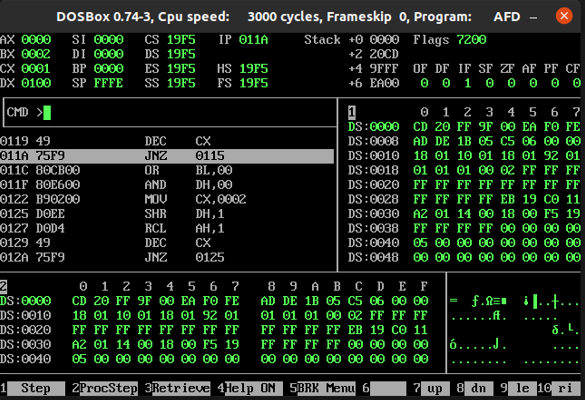 DOSBox 0.74-3, Cpu speed: 3000 cycles, Frameskip 0, Program: AFD
AX 0000 SI 0000 CS 19F5 IP 011A Stack +0 0000 Flags 7200
BX 0002 DI 0000 DS 19F5 +2 20CD
CX 0001 BP 0000 ES 19F5 HS 19F5 +4 9FFF OF DF IF SF ZF AF PF CF
DX 0100 SP FFFE SS 19F5 FS 19F5 +6 EA00 0 0 1 0 0 0 0 0
CMD >
1 0 1 2 3 4 5 6 7
DS:0000 CD 20 FF 9F 00 EA F0 FE
0119 49 DEC CX DS:0008 AD DE 1B 05 C5 06 00 00
011A 75F9 JNZ 0115 DS:0010 18 01 10 01 18 01 92 01
011C 80CB00 OR BL,00 DS:0018 01 01 01 00 02 FF FF FF
011F 80E600 AND DH,00 DS:0020 FF FF FF FF FF FF FF FF
0122 B90200 MOV CX,0002 DS:0028 FF FF FF FF EB 19 C0 11
0125 D0EE SHR DH,1 DS:0030 A2 01 14 00 18 00 F5 19
0127 D0D4 RCL AH,1 DS:0038 FF FF FF FF 00 00 00 00
0129 49 DEC CX DS:0040 05 00 00 00 00 00 00 00
012A 75F9 JNZ 0125 DS:0048 00 00 00 00 00 00 00 00
2 0 1 2 3 4 5 6 7 8 9 A B C D E F
DS:0000 CD 20 FF 9F 00 EA F0 FE AD DE 1B 05 C5 06 00 00
DS:0010 18 01 10 01 18 01 92 01 01 01 01 00 02 FF FF FF
DS:0020 FF FF FF FF FF FF FF FF FF FF FF FF EB 19 C0 11
DS:0030 A2 01 14 00 18 00 F5 19 FF FF FF FF 00 00 00 00
DS:0040 05 00 00 00 00 00 00 00 00 00 00 00 00 00 00 00
1 Step 2 ProcStep 3 Retrieve 4 Help ON 5 BRK Menu 6 7 up 8 dn 9 le 10 ri